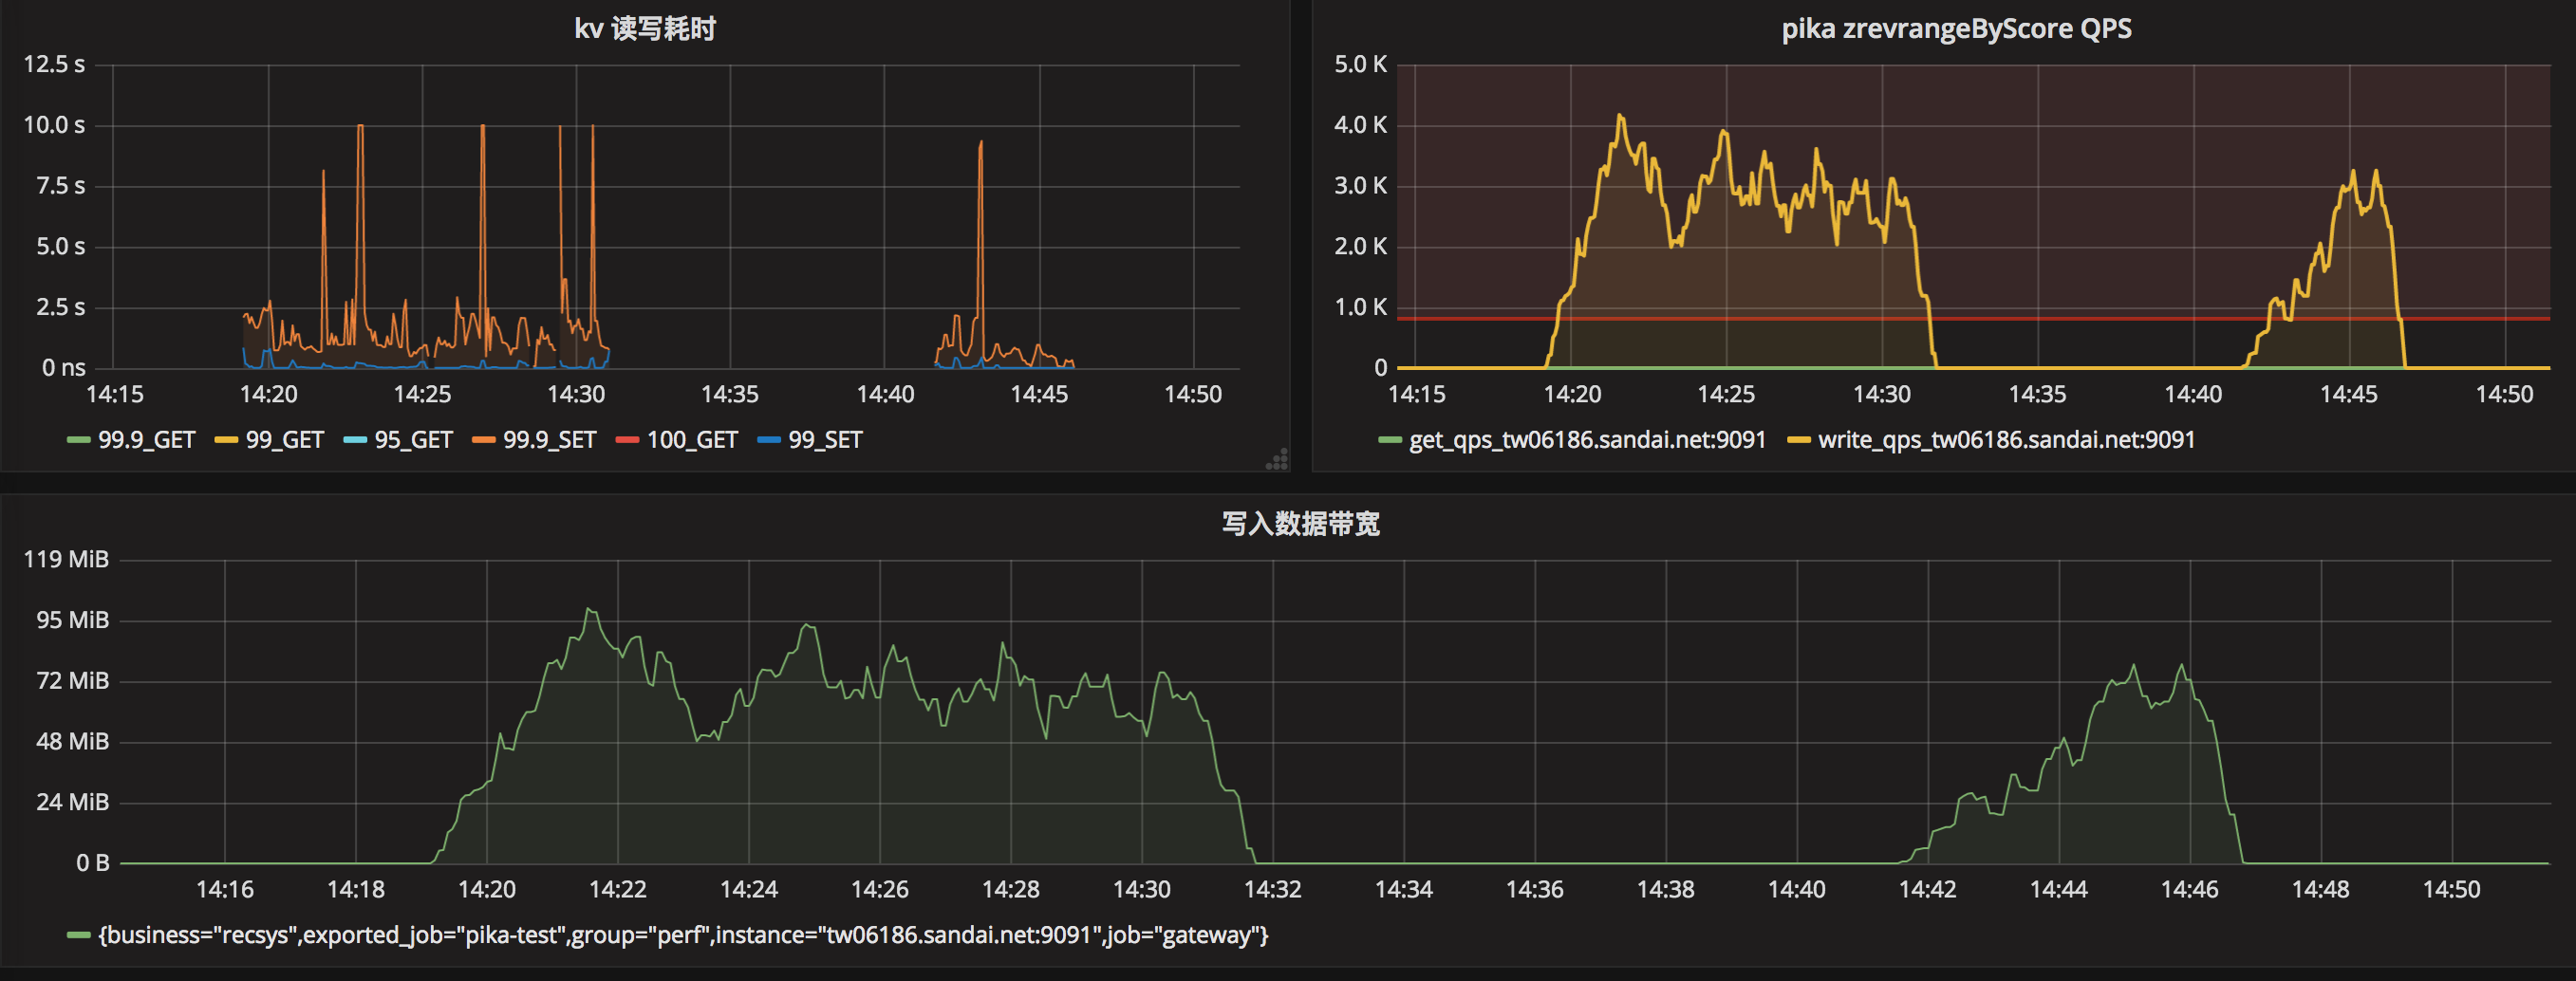 kv 读写耗时
12.5 s
10.0 s
7.5 s
5.0 s
2.5 s
0 ns
14:15 14:20 14:25 14:30 14:35 14:40 14:45 14:50
99.9_GET 99_GET 95_GET 99.9_SET 100_GET 99_SET
pika zrevrangeByScore QPS
5.0 K
4.0 K
3.0 K
2.0 K
1.0 K
0
14:15 14:20 14:25 14:30 14:35 14:40 14:45 14:50
get_qps_tw06186.sandai.net:9091 write_qps_tw06186.sandai.net:9091
写入数据带宽
119 MiB
95 MiB
72 MiB
48 MiB
24 MiB
0 B
14:16 14:18 14:20 14:22 14:24 14:26 14:28 14:30 14:32 14:34 14:36 14:38 14:40 14:42 14:44 14:46 14:48 14:50
{business="recsys",exported_job="pika-test",group="perf",instance="tw06186.sandai.net:9091",job="gateway"}